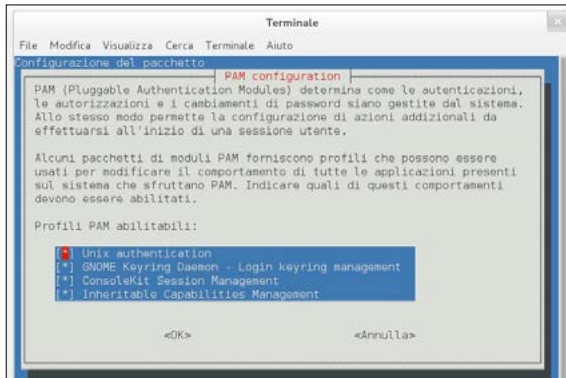 Terminale
File Modifica Visualizza Cerca Terminale Aiuto
Configurazione del pacchetto
PAM configuration
PAM (Pluggable Authentication Modules) determina come le autenticazioni,
le autorizzazioni e i cambiamenti di password siano gestite dal sistema.
Allo stesso modo permette la configurazione di azioni addizionali da
effettuarsi all'inizio di una sessione utente.
Alcuni pacchetti di moduli PAM forniscono profili che possono essere
usati per modificare il comportamento di tutte le applicazioni presenti
sul sistema che sfruttano PAM. Indicare quali di questi comportamenti
devono essere abilitati.
Profili PAM abilitabili:
[*] Unix authentication
[*] GNOME Keyring Daemon - Login keyring management
[*] ConsoleKit Session Management
[*] Inheritable Capabilities Management
<OK> <Annulla>